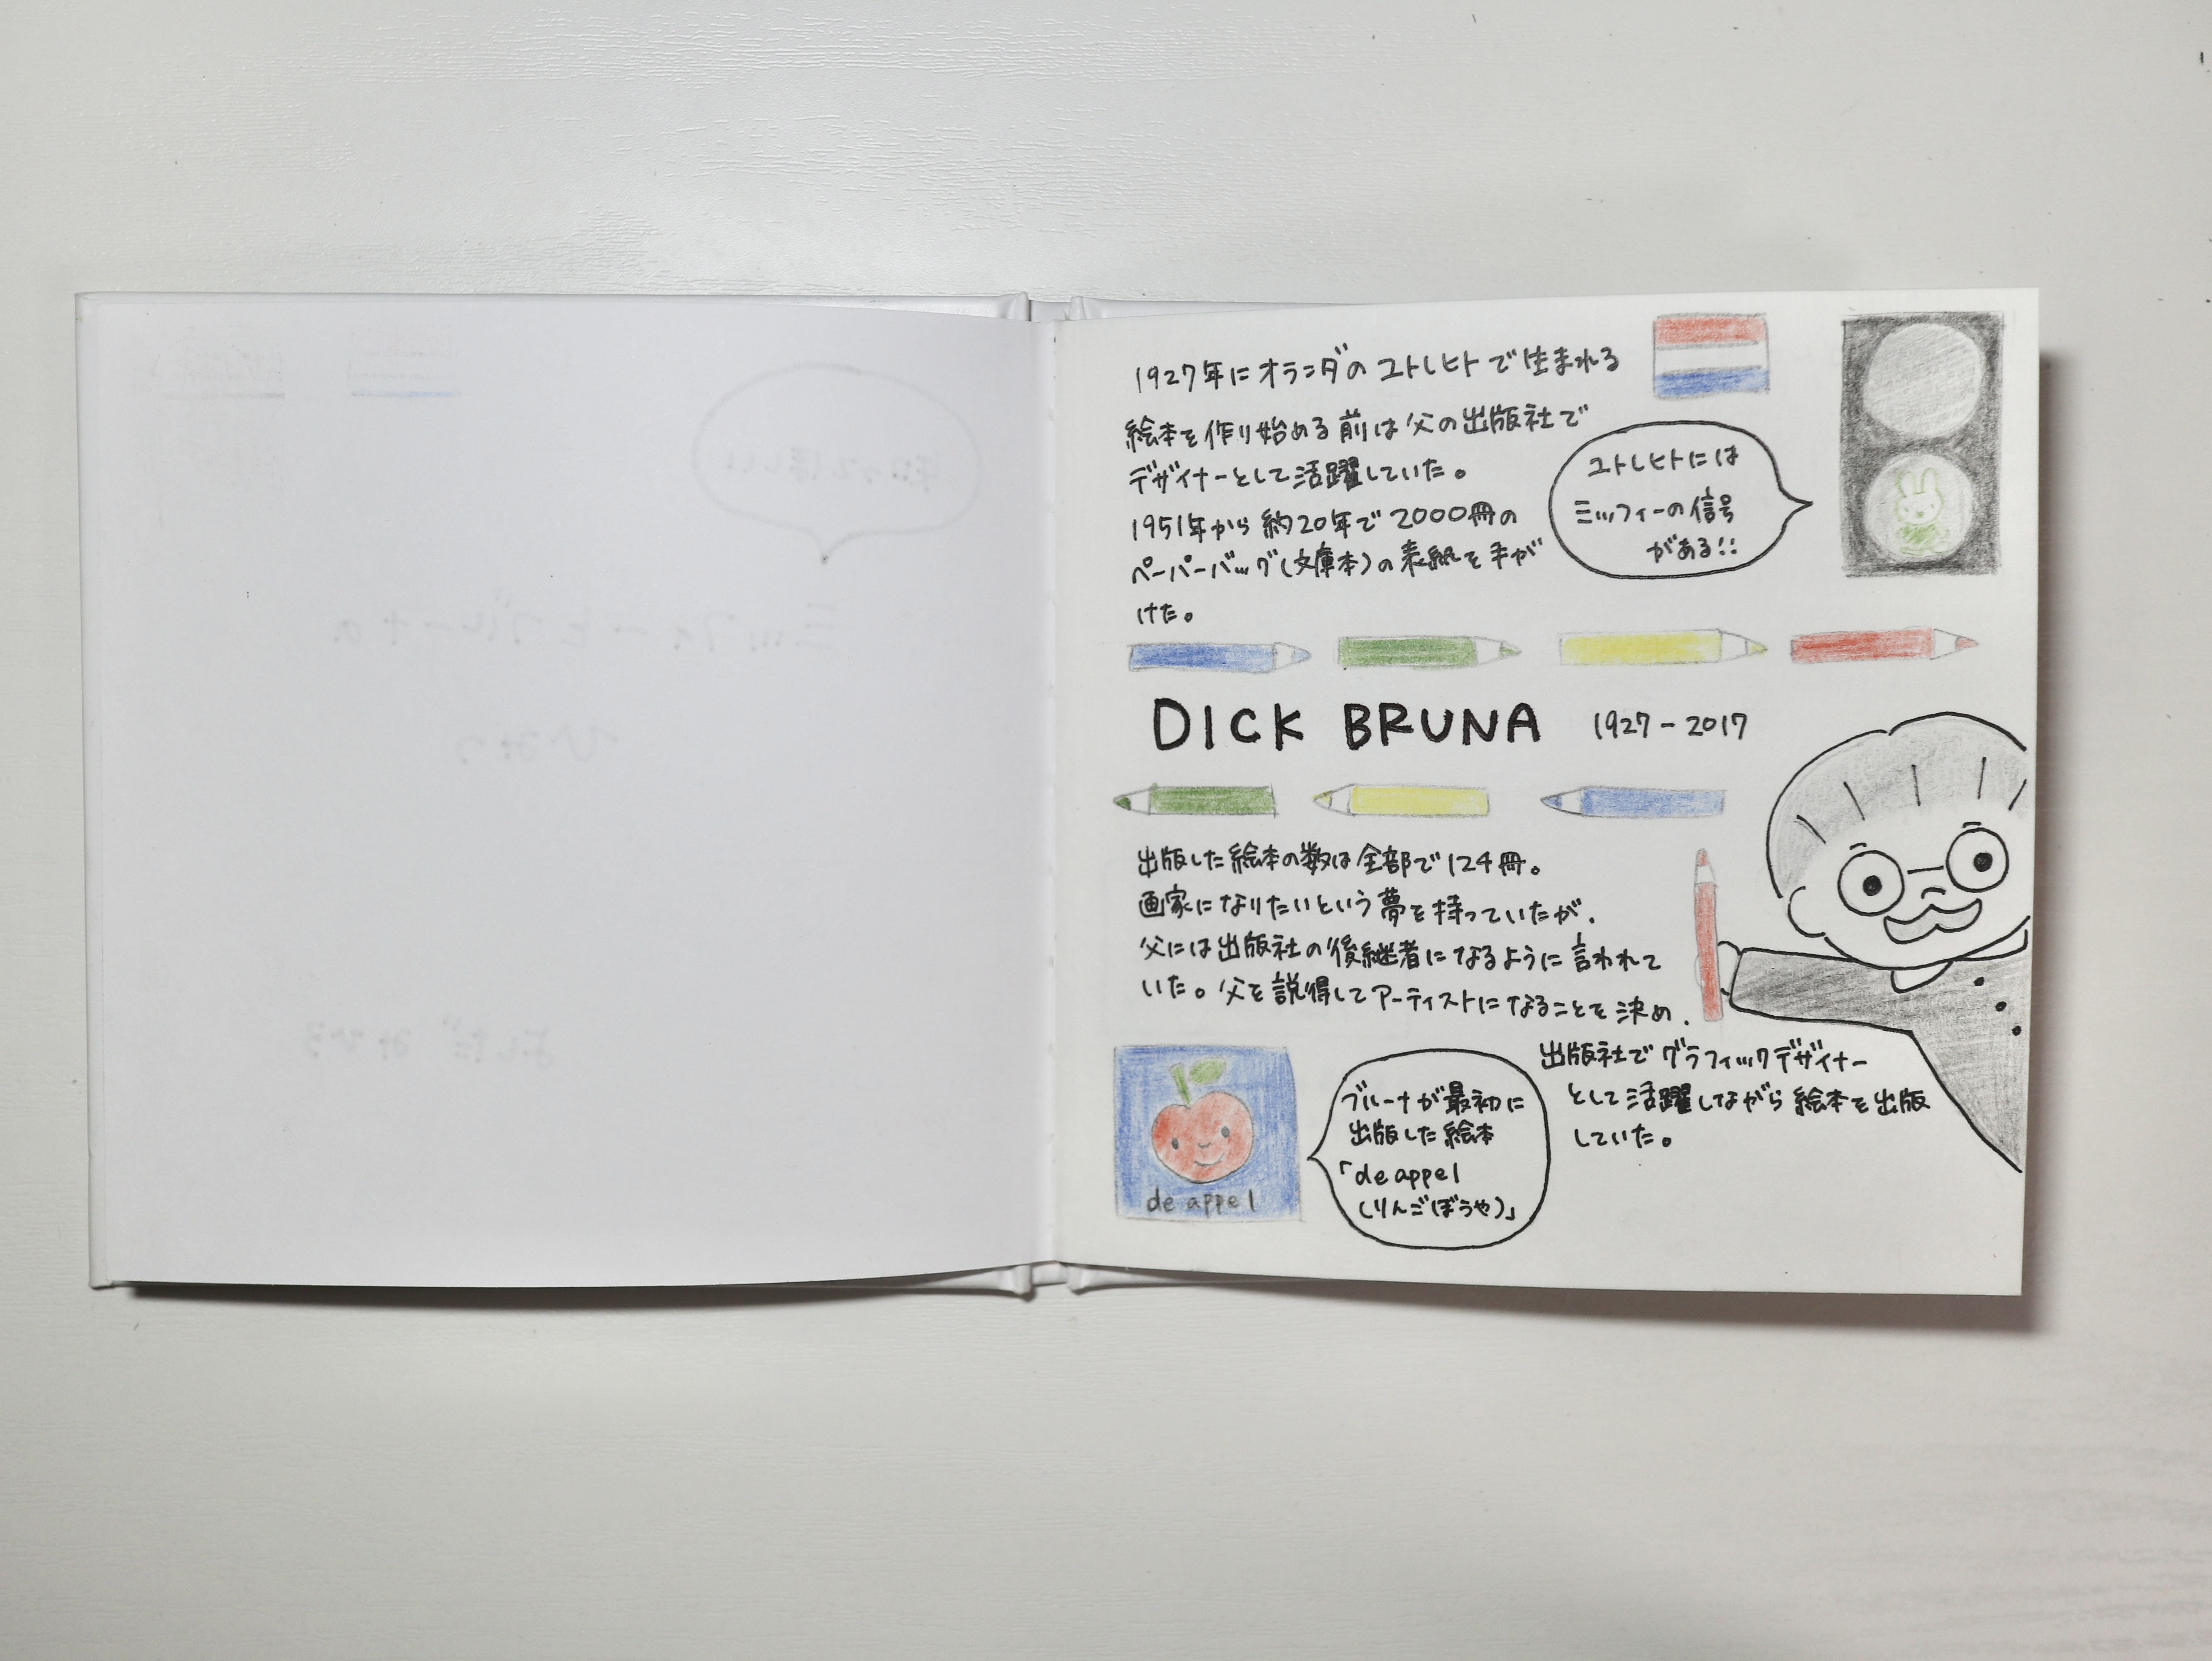 1927年にオランダのユトレヒトで生まれる
絵本を作り始める前は父の出版社で
デザイナーとして活躍していた。
1951年から約20年で2000冊の
ペーパーバッグ(文庫本)の表紙を手が
けた。
ユトレヒトには
ミッフィーの信号
がある!!
DICK BRUNA 1927-2017
出版した絵本の数は全部で124冊。
画家になりたいという夢を持っていたが、
父には出版社の後継者になるように言われて
いた。父を説得してアーティストになることを決め、
出版社でグラフィックデザイナー
として活躍しながら絵本を出版
していた。
de appel
ブルーナが最初に
出版した絵本
「de appel
(りんごぼうや)」